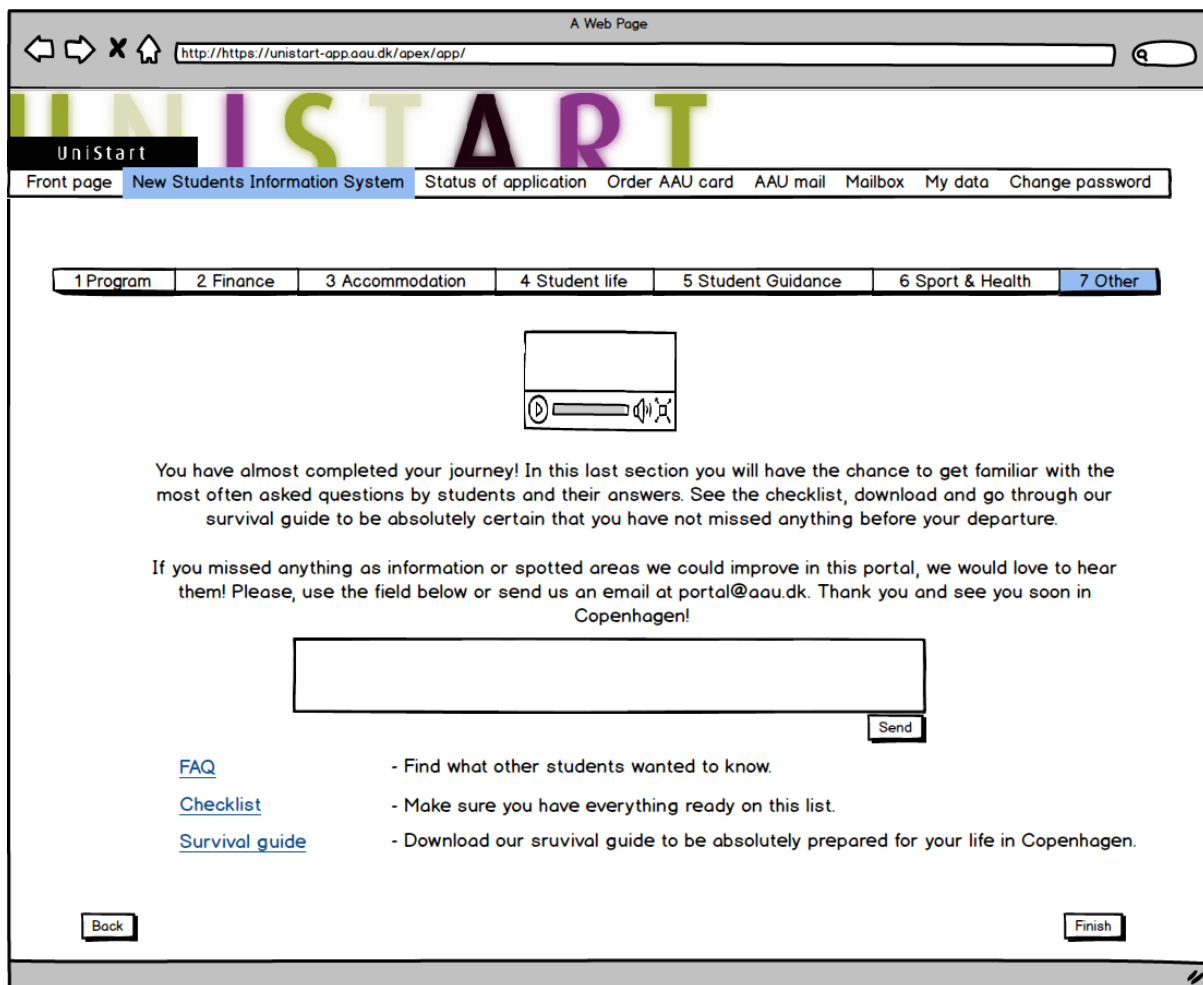 A Web Page
http://https://unistart-app.aau.dk/apex/app/
UNISTART
UniStart
Front page New Students Information System Status of application Order AAU card AAU mail Mailbox My data Change password
1 Program 2 Finance 3 Accommodation 4 Student life 5 Student Guidance 6 Sport & Health 7 Other
You have almost completed your journey! In this last section you will have the chance to get familiar with the
most often asked questions by students and their answers. See the checklist, download and go through our
survival guide to be absolutely certain that you have not missed anything before your departure.
If you missed anything as information or spotted areas we could improve in this portal, we would love to hear
them! Please, use the field below or send us an email at portal@aau.dk. Thank you and see you soon in
Copenhagen!
Send
FAQ - Find what other students wanted to know.
Checklist - Make sure you have everything ready on this list.
Survival guide - Download our sruvival guide to be absolutely prepared for your life in Copenhagen.
Back Finish